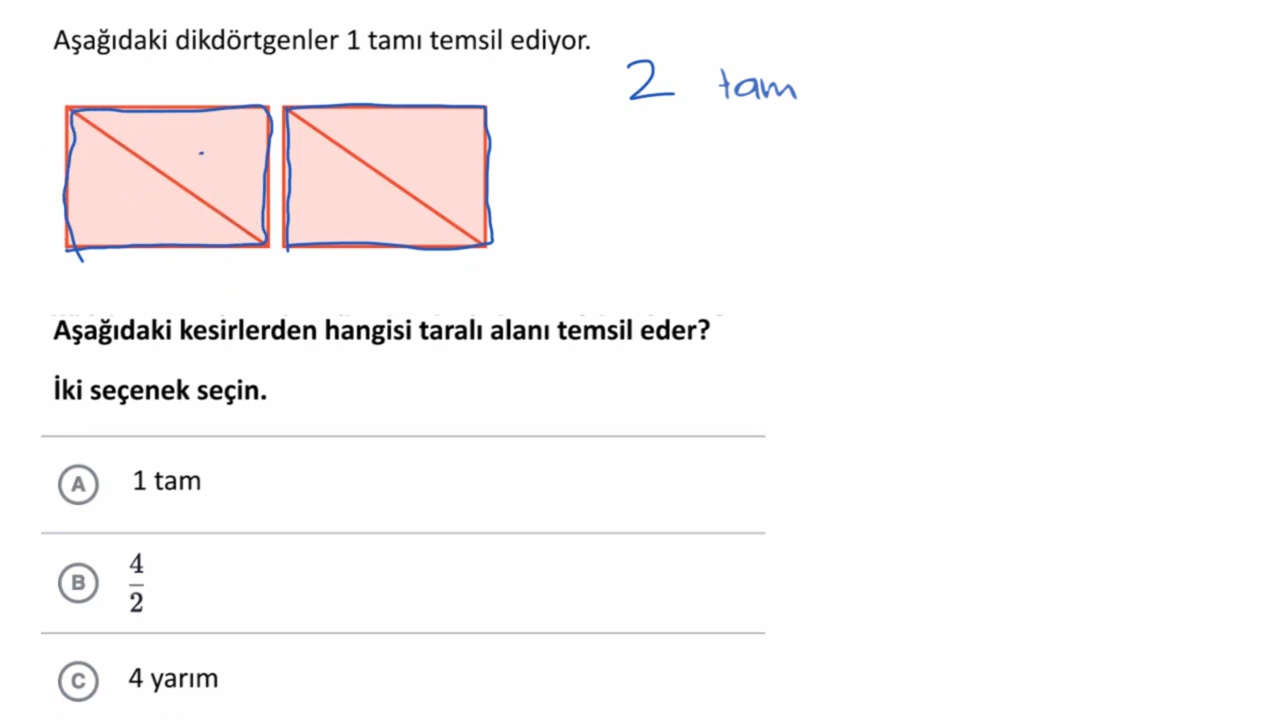 Aşağıdaki dikdörtgenler 1 tamı temsil ediyor.
2 tam
Aşağıdaki kesirlerden hangisi taralı alanı temsil eder?
İki seçenek seçin.
A 1 tam
B 4/2
C 4 yarım